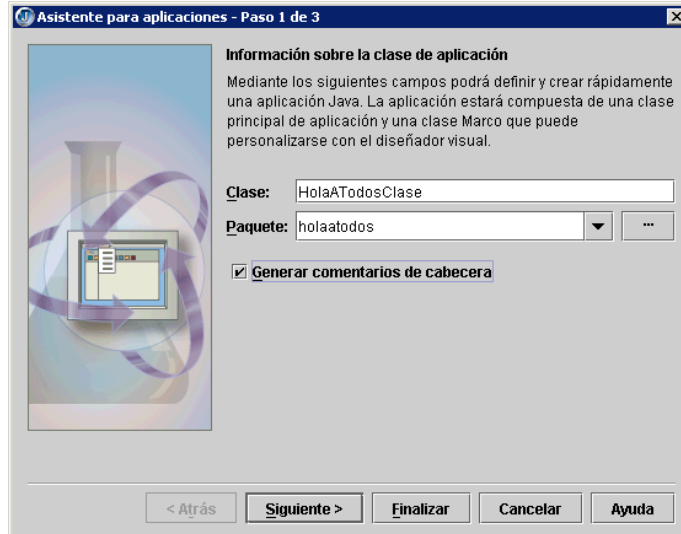 Asistente para aplicaciones - Paso 1 de 3
Información sobre la clase de aplicación
Mediante los siguientes campos podrá definir y crear rápidamente
una aplicación Java. La aplicación estará compuesta de una clase
principal de aplicación y una clase Marco que puede
personalizarse con el diseñador visual.
Clase: HolaATodosClase
Paquete: holaatodos ...
Generar comentarios de cabecera
< Atrás Siguiente > Finalizar Cancelar Ayuda